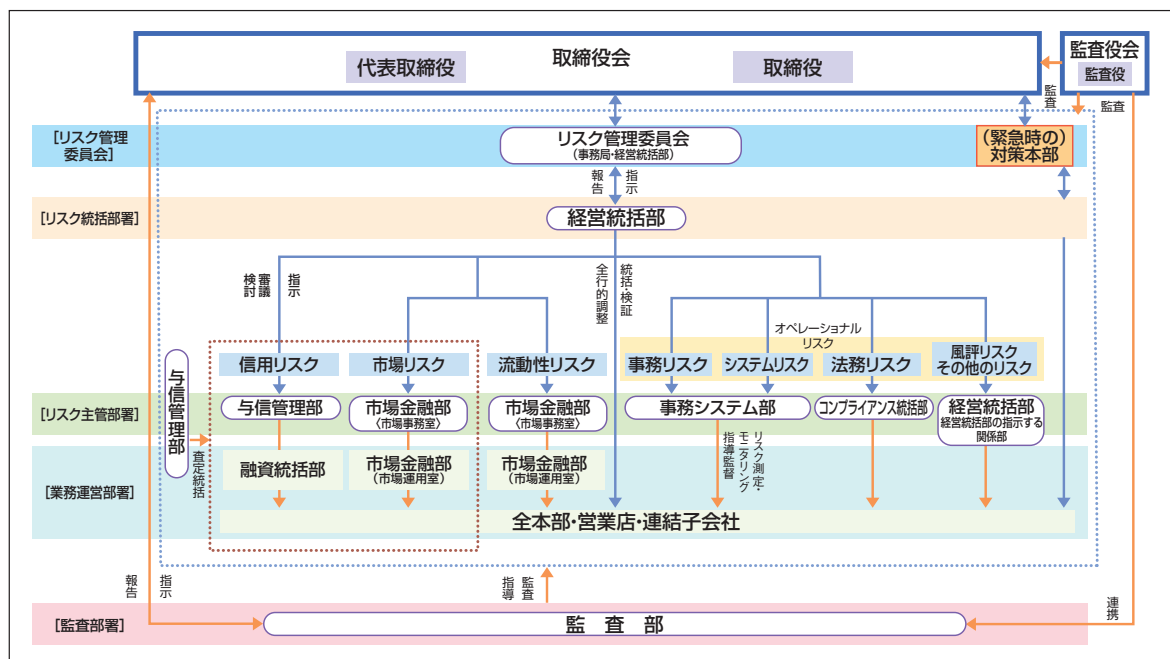 取締役会
代表取締役
取締役
監査役会
監査役
監査
監査
[リスク管理
委員会]
リスク管理委員会
(事務局・経営統括部)
(緊急時の)
対策本部
報告
指示
[リスク統括部署]
経営統括部
検討
審議
指示
全行的調整
統括・検証
オペレーショナル
リスク
信用リスク
市場リスク
流動性リスク
事務リスク
システムリスク
法務リスク
風評リスク
その他のリスク
与信管理部
[リスク主管部署]
与信管理部
市場金融部
〈市場事務室〉
市場金融部
〈市場事務室〉
事務システム部
コンプライアンス統括部
経営統括部
経営統括部の指示する
関係部
査定統括
[業務運営部署]
融資統括部
市場金融部
(市場運用室)
市場金融部
(市場運用室)
指導監督
モニタリング
リスク測定・
全本部・営業店・連結子会社
報告
指示
指導
監査
連携
[監査部署]
監査部